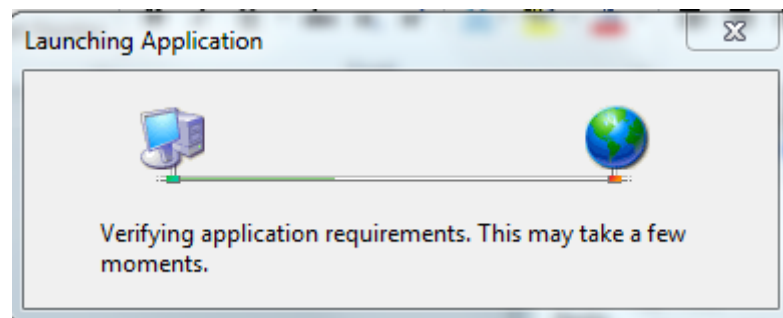 Launching Application
Verifying application requirements. This may take a few
moments.